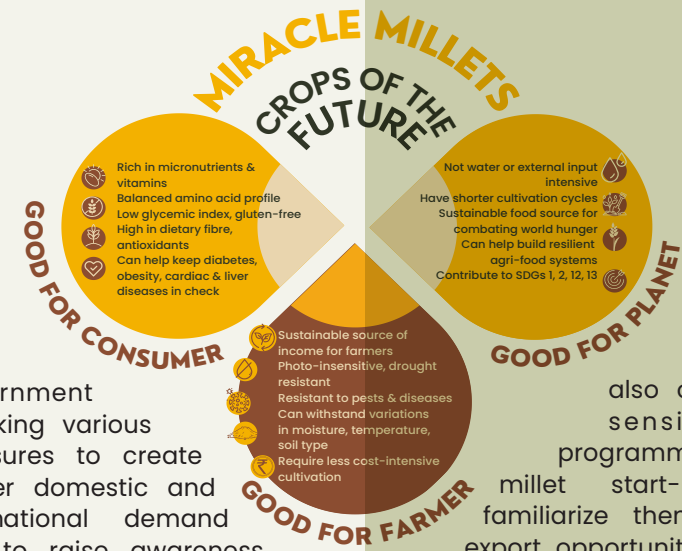 MIRACLE MILLETS
CROPS OF THE
FUTURE
Rich in micronutrients &
vitamins
Balanced amino acid profile
Low glycemic index, gluten-free
High in dietary fibre,
antioxidants
Can help keep diabetes,
obesity, cardiac & liver
diseases in check
GOOD FOR CONSUMER
Not water or external input
intensive
Have shorter cultivation cycles
Sustainable food source for
combating world hunger
Can help build resilient
agri-food systems
Contribute to SDGs 1, 2, 12, 13
GOOD FOR PLANET
Sustainable source of
income for farmers
Photo-insensitive, drought
resistant
Resistant to pests & diseases
Can withstand variations
in moisture, temperature,
soil type
Require less cost-intensive
cultivation
GOOD FOR FARMER
rnment
king various
sures to create
er domestic and
national demand
to raise awareness
also
sensi
programm
millet start-
familiarize then
export opportunit